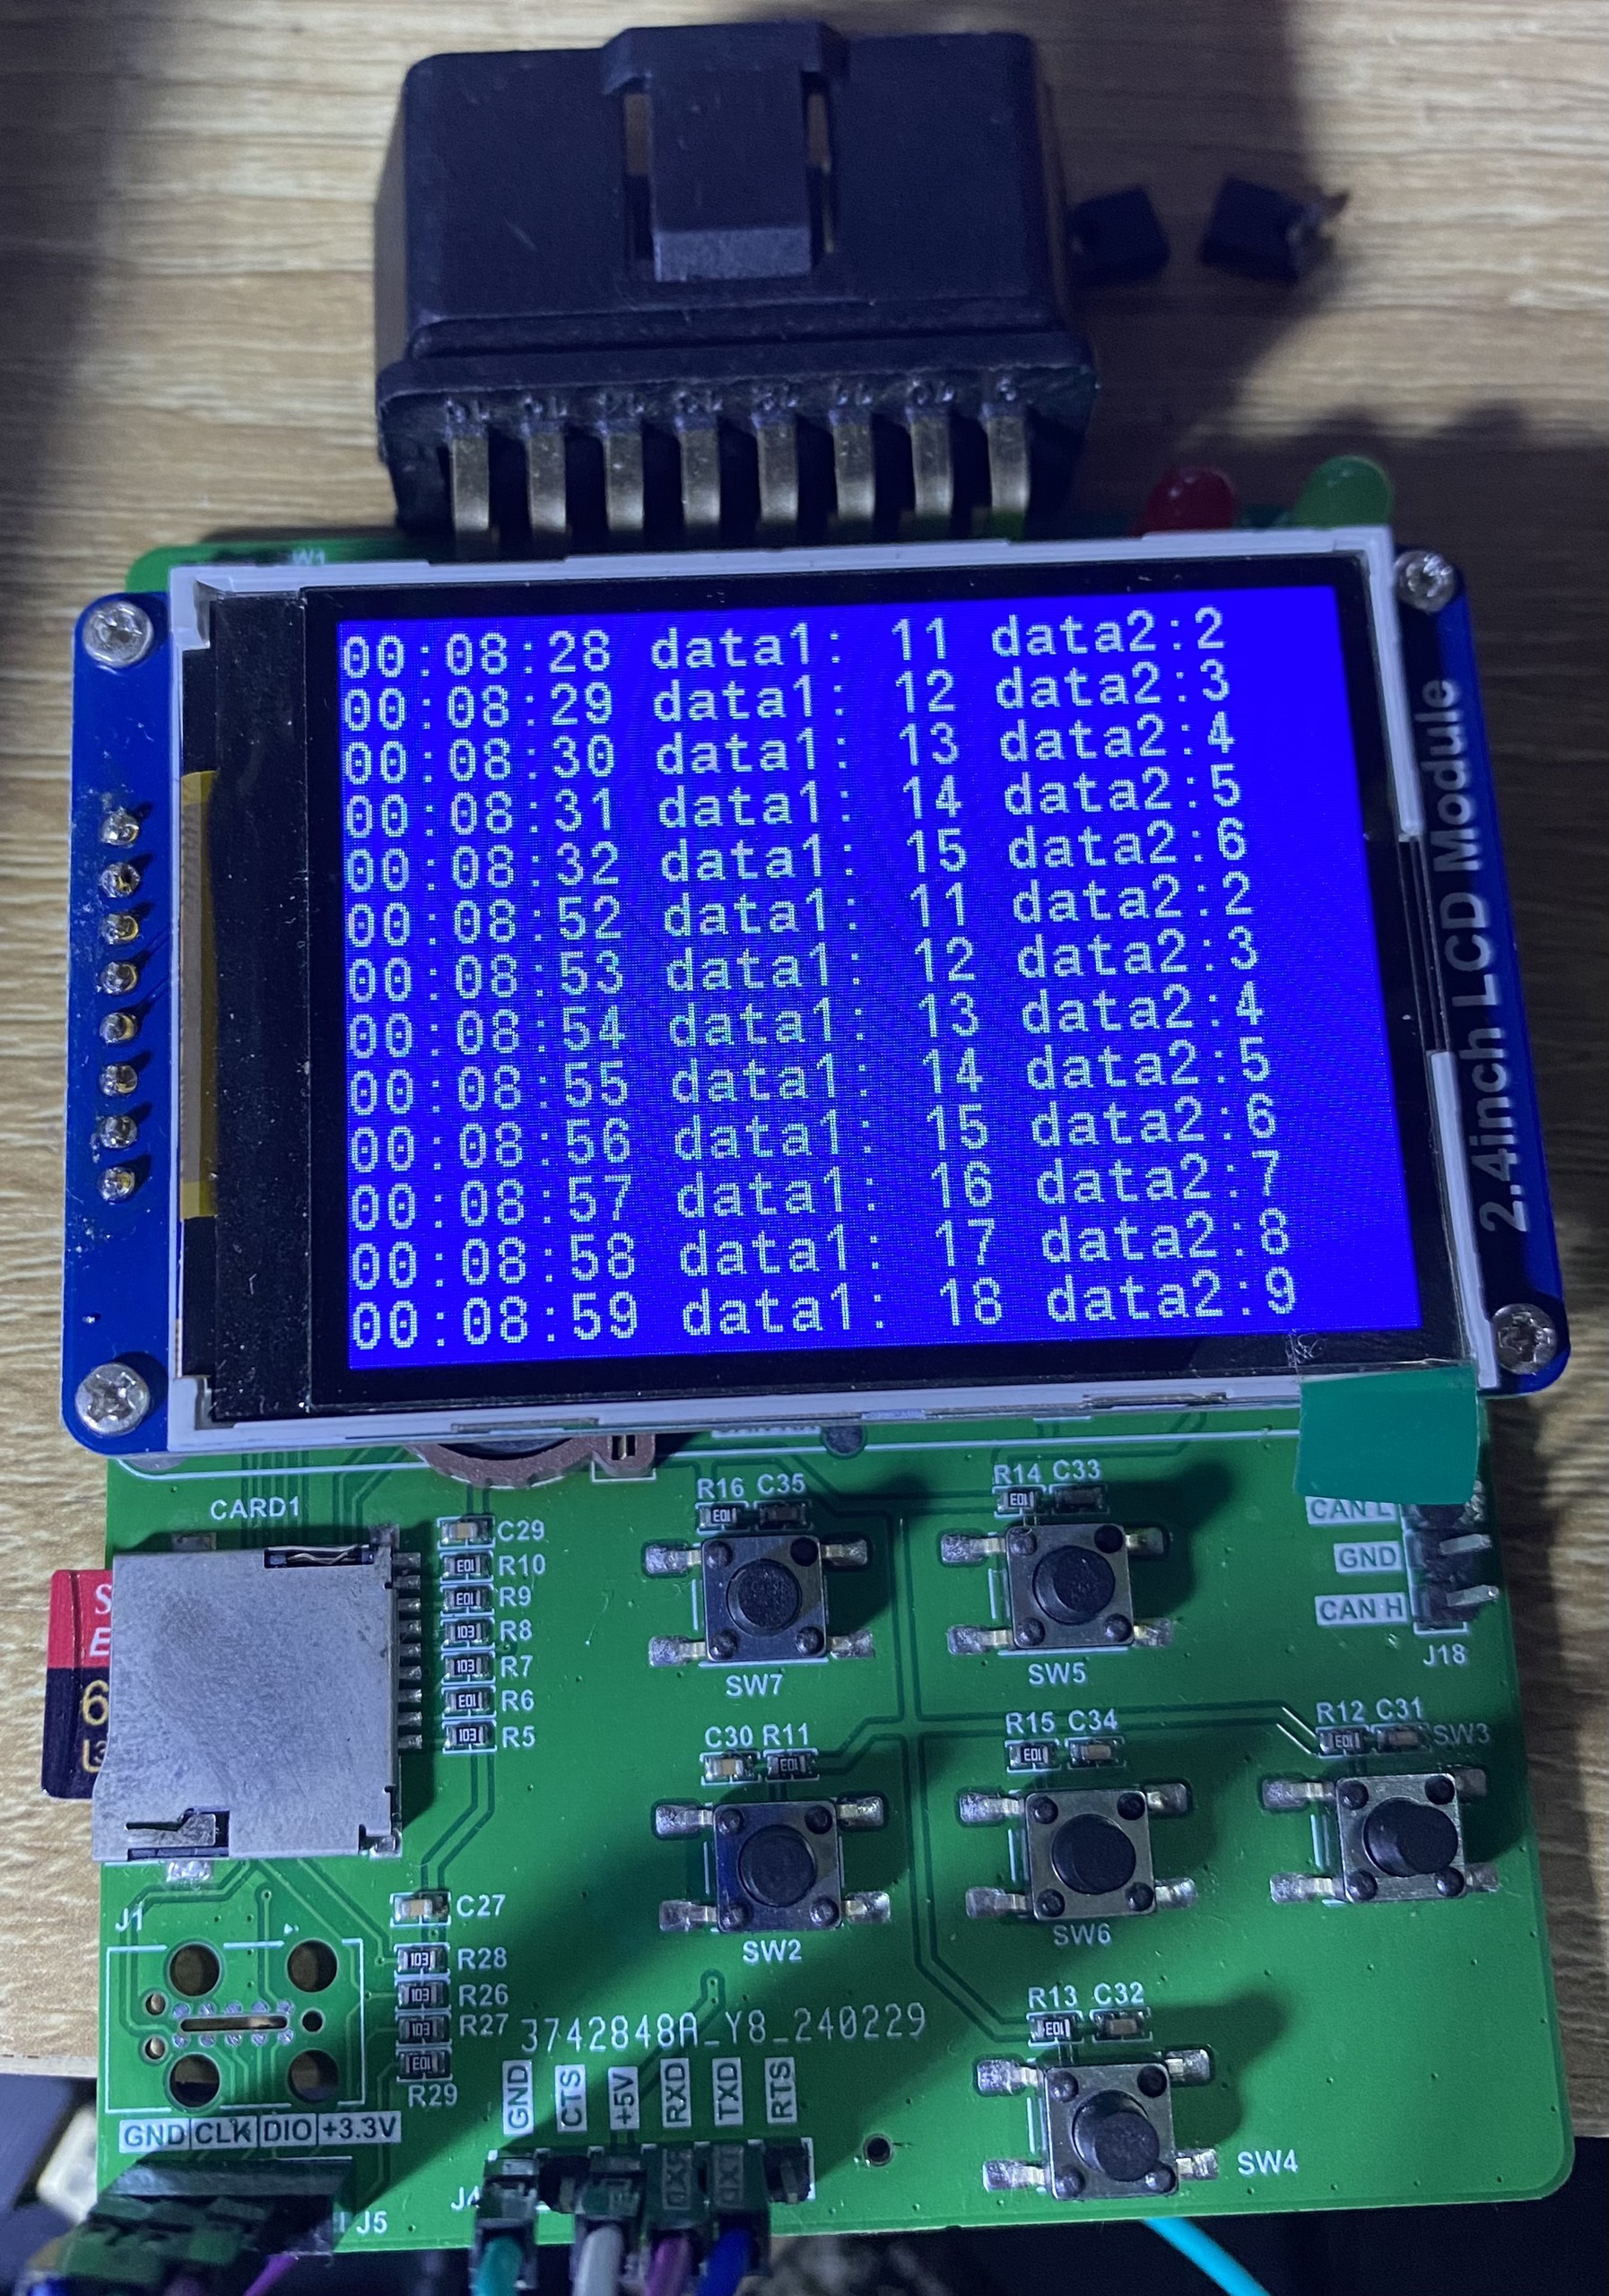 00:08:28 data1: 11 data2:2
00:08:29 data1: 12 data2:3
00:08:30 data1: 13 data2:4
00:08:31 data1: 14 data2:5
00:08:32 data1: 15 data2:6
00:08:52 data1: 11 data2:2
00:08:53 data1: 12 data2:3
00:08:54 data1: 13 data2:4
00:08:55 data1: 14 data2:5
00:08:56 data1: 15 data2:6
00:08:57 data1: 16 data2:7
00:08:58 data1: 17 data2:8
00:08:59 data1: 18 data2:9
2.4inch LCD Module
CARD1
C29
R10
R9
R8
R7
R6
R5
103
103
103
R16 C35
SW7
R14 C33
SW5
CAN L
GND
CAN H
J18
C30 R11
SW2
R15 C34
SW6
R12 C31
SW3
J1
C27
R28
R26
R27
R29
103
103
103
3742848A_Y8_240229
R13 C32
SW4
GND CLK DIO +3.3V
J5
GND
CTS
+5V
RXD
TXD
RTS
J4